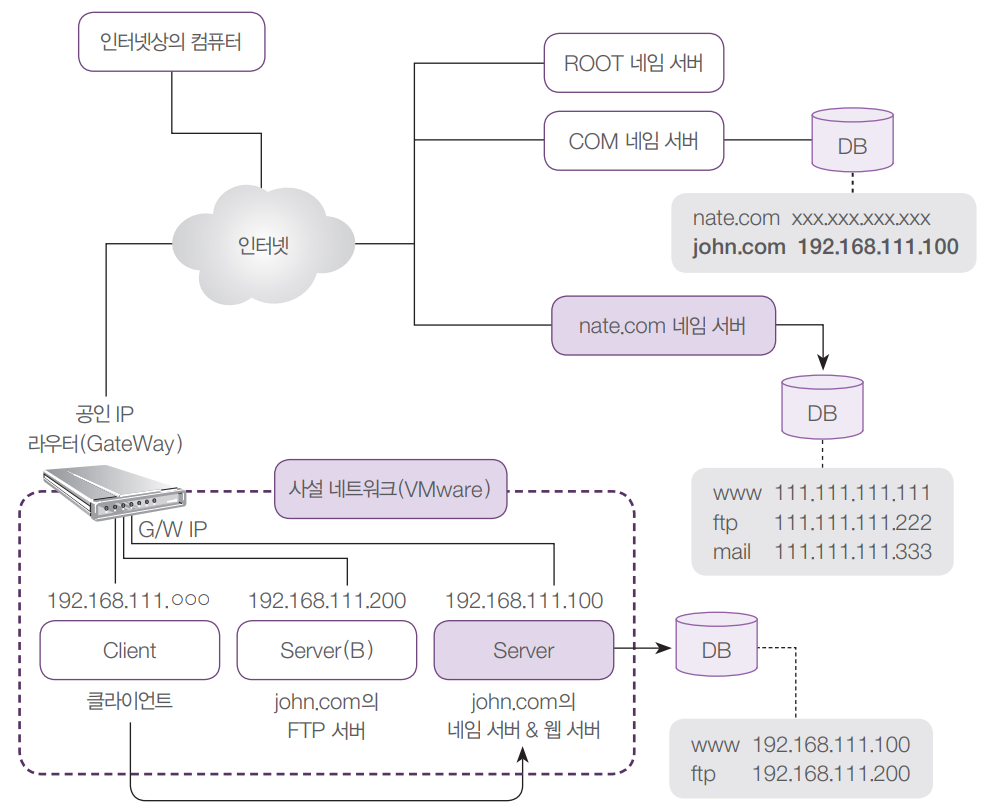 인터넷상의 컴퓨터
ROOT 네임 서버
COM 네임 서버
DB
nate.com xxx.xxx.xxx.xxx
john.com 192.168.111.100
인터넷
nate.com 네임 서버
DB
www 111.111.111.111
ftp 111.111.111.222
mail 111.111.111.333
공인 IP
라우터(GateWay)
사설 네트워크(VMware)
G/W IP
192.168.111.○○○
192.168.111.200
192.168.111.100
Client
Server(B)
Server
DB
클라이언트
john.com의
FTP 서버
john.com의
네임 서버 & 웹 서버
www 192.168.111.100
ftp 192.168.111.200